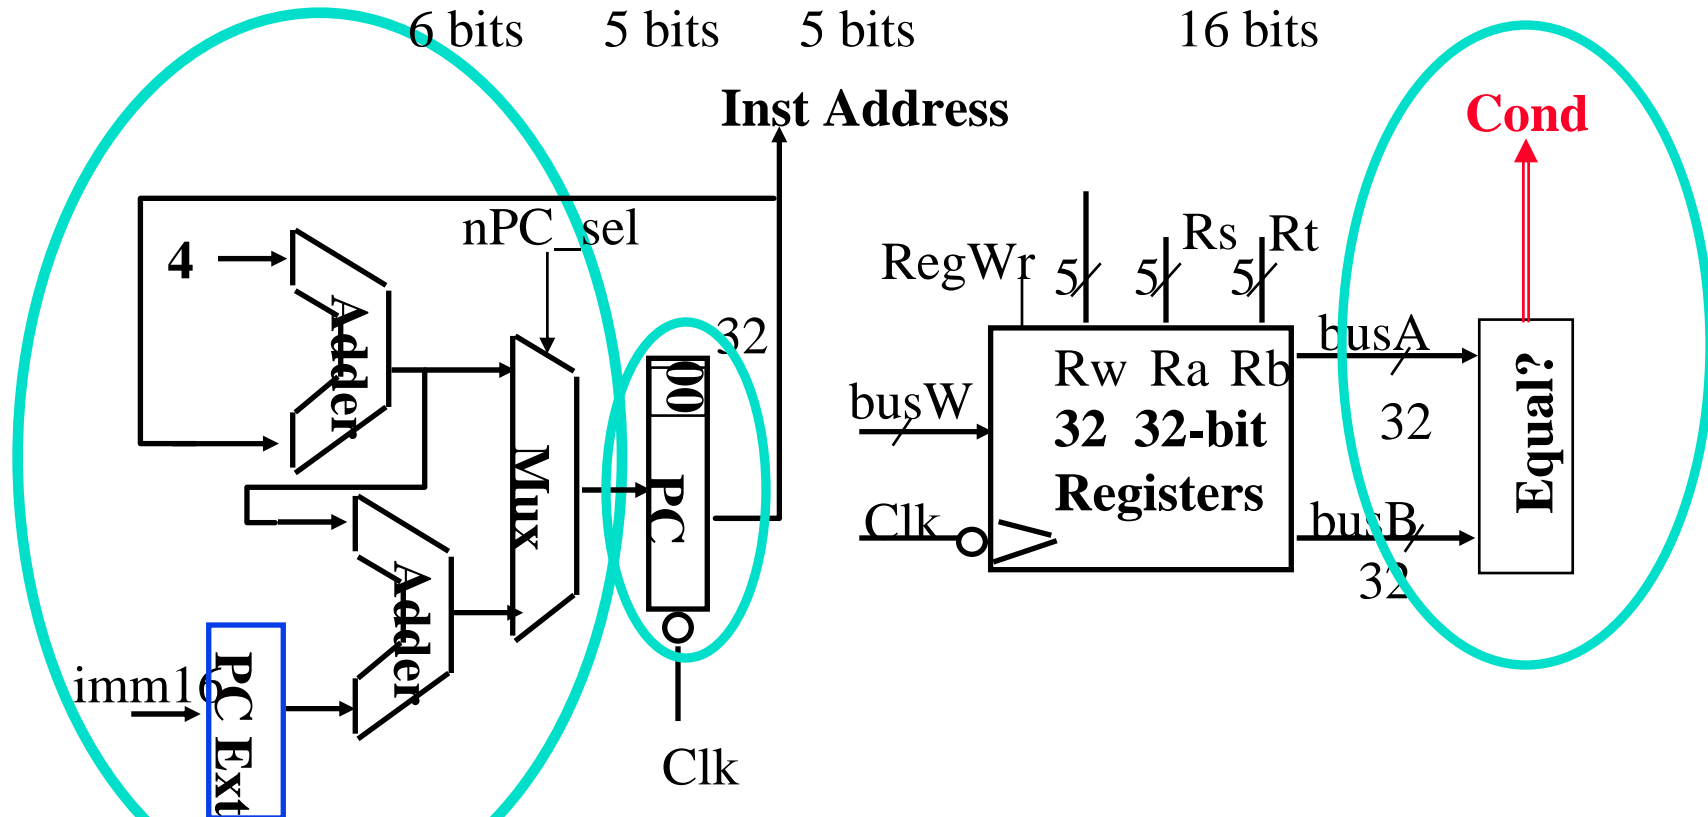 6 bits 5 bits 5 bits 16 bits
Inst Address
Cond
nPC_sel
4
Adder
32
00
PC
Mux
Adder
imm16
PC Ext
Clk
RegWr
5
5
Rs
5
Rt
busW
Rw Ra Rb
32 32-bit
Registers
Clk
busA
32
busB
32
Equal?